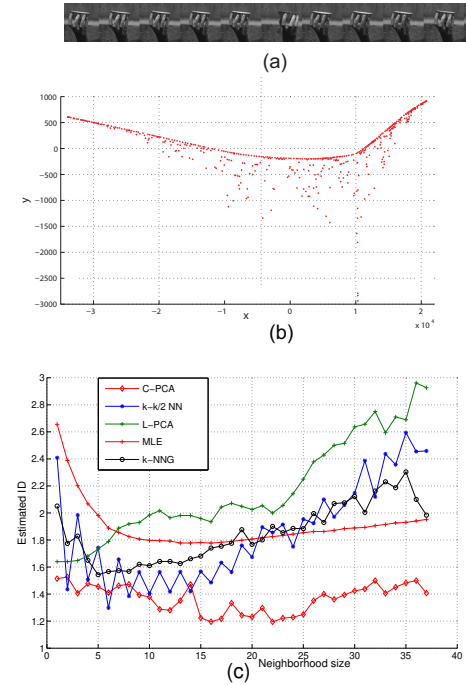 (a)
1000
500
0
−500
−1000
−1500
−2000
−2500
−3000
y
−3 −2 −1 0 1 2
x
x 10⁴
(b)
3
2.8
2.6
2.4
2.2
2
1.8
1.6
1.4
1.2
1
Estimated ID
C−PCA
k−k/2 NN
L−PCA
MLE
k−NNG
0 5 10 15 20 25 30 35 40
Neighborhood size
(c)